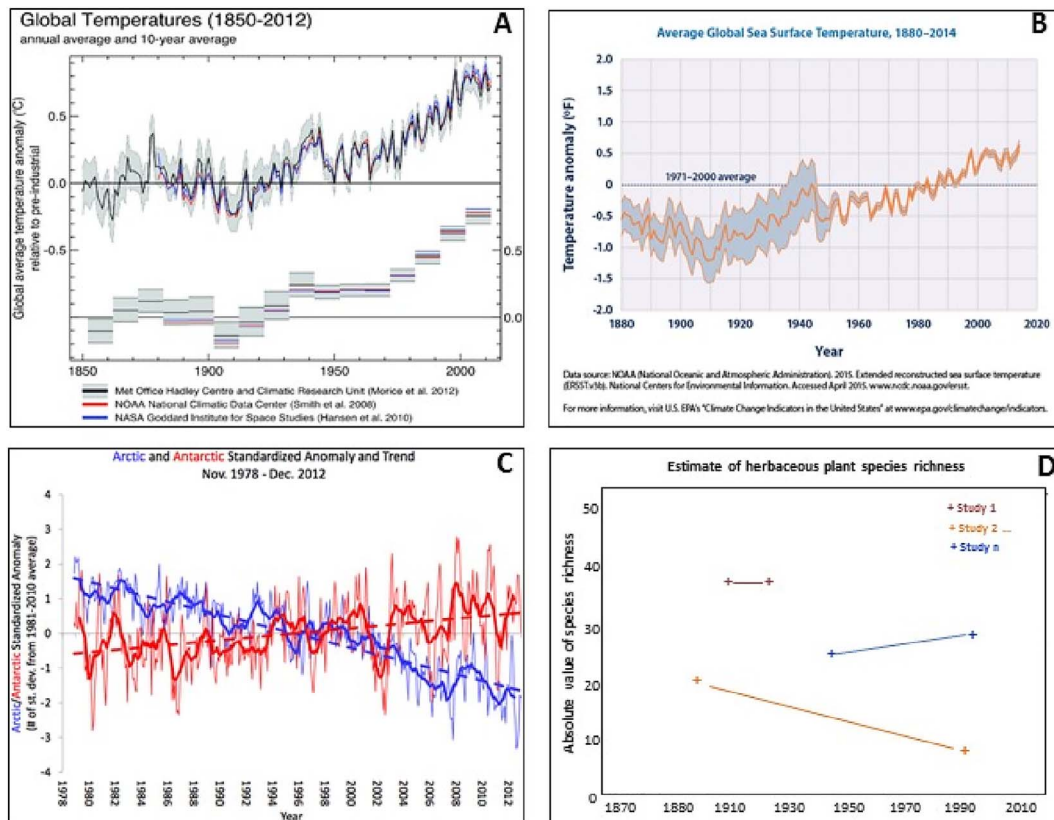 Global Temperatures (1850-2012)
annual average and 10-year average
A
Global average temperature anomaly (°C)
relative to pre-industrial
0.5
0.0
-0.5
0.5
0.0
1850
1900
1950
2000
Met Office Hadley Centre and Climatic Research Unit (Morice et al. 2012)
NOAA National Climatic Data Center (Smith et al. 2008)
NASA Goddard Institute for Space Studies (Hansen et al. 2010)
B
Average Global Sea Surface Temperature, 1880–2014
Temperature anomaly (°F)
2.0
1.5
1.0
0.5
0
-0.5
-1.0
-1.5
-2.0
1971–2000 average
1880
1900
1920
1940
1960
1980
2000
2020
Year
Data source: NOAA (National Oceanic and Atmospheric Administration). 2015. Extended reconstructed sea surface temperature
(ERSST.v3b). National Centers for Environmental Information. Accessed April 2015. www.ncdc.noaa.gov/ersst.
For more information, visit U.S. EPA's "Climate Change Indicators in the United States" at www.epa.gov/climatechange/indicators.
Arctic and Antarctic Standardized Anomaly and Trend
Nov. 1978 - Dec. 2012
C
Arctic/Antarctic Standardized Anomaly
(# of st. dev. from 1981-2010 average)
4
3
2
1
0
-1
-2
-3
-4
1978
1980
1982
1984
1986
1988
1990
1992
1994
1996
1998
2000
2002
2004
2006
2008
2010
2012
Year
Estimate of herbaceous plant species richness
D
Absolute value of species richness
50
40
30
20
10
0
Study 1
Study 2 ...
Study n
1870
1880
1910
1930
1950
1970
1990
2010